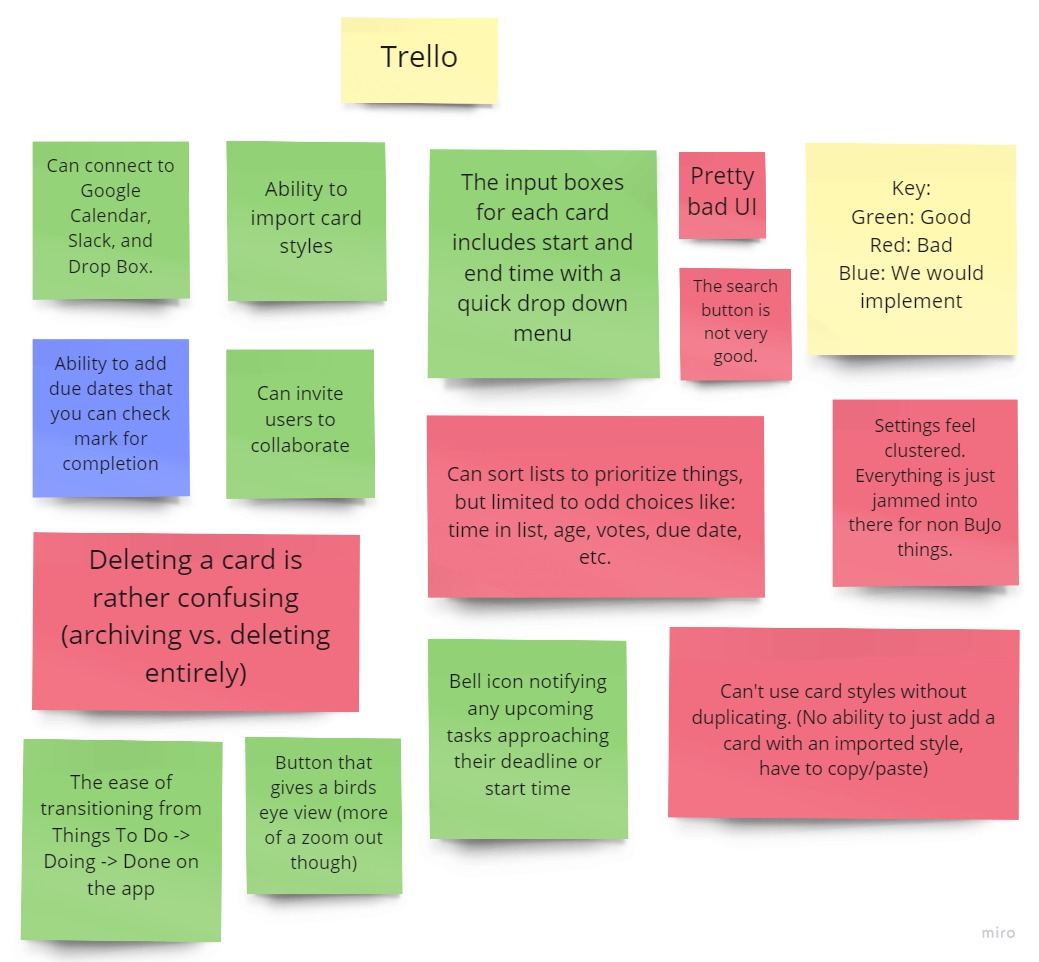 Trello
Can connect to
Google
Calendar,
Slack, and
Drop Box.
Ability to
import card
styles
The input boxes
for each card
includes start and
end time with a
quick drop down
menu
Pretty
bad UI
The search
button is
not very
good.
Key:
Green: Good
Red: Bad
Blue: We would
implement
Ability to add
due dates that
you can check
mark for
completion
Can invite
users to
collaborate
Can sort lists to prioritize things,
but limited to odd choices like:
time in list, age, votes, due date,
etc.
Settings feel
clustered.
Everything is just
jammed into
there for non BuJo
things.
Deleting a card is
rather confusing
(archiving vs. deleting
entirely)
Bell icon notifying
any upcoming
tasks approaching
their deadline or
start time
Can't use card styles without
duplicating. (No ability to just add a
card with an imported style,
have to copy/paste)
The ease of
transitioning from
Things To Do ->
Doing -> Done on
the app
Button that
gives a birds
eye view (more
of a zoom out
though)
miro